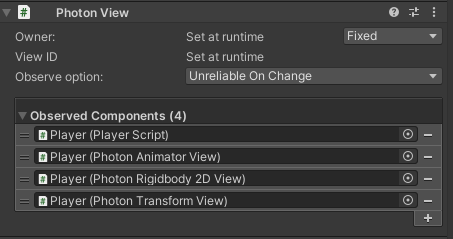 Photon View
Owner: Set at runtime Fixed
View ID Set at runtime
Observe option: Unreliable On Change
Observed Components (4)
Player (Player Script)
Player (Photon Animator View)
Player (Photon Rigidbody 2D View)
Player (Photon Transform View)